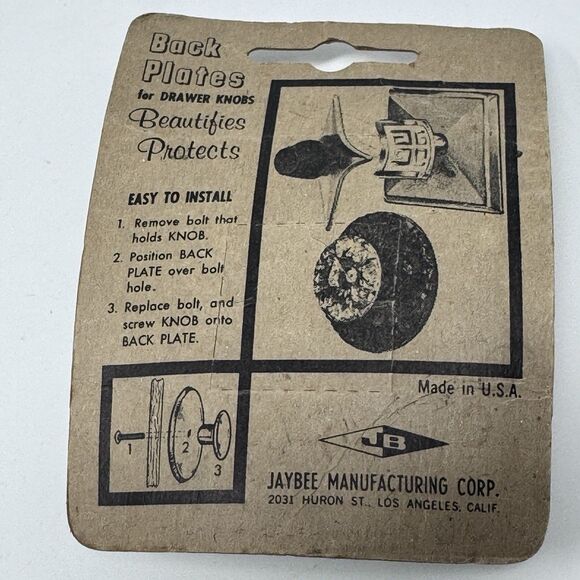 Back
Plates
for DRAWER KNOBS
Beautifies
Protects
EASY TO INSTALL
1. Remove bolt that
holds KNOB.
2. Position BACK
PLATE over bolt
hole.
3. Replace bolt, and
screw KNOB onto
BACK PLATE.
1 2 3
Made in U.S.A.
JB
JAYBEE MANUFACTURING CORP.
2031 HURON ST., LOS ANGELES, CALIF.